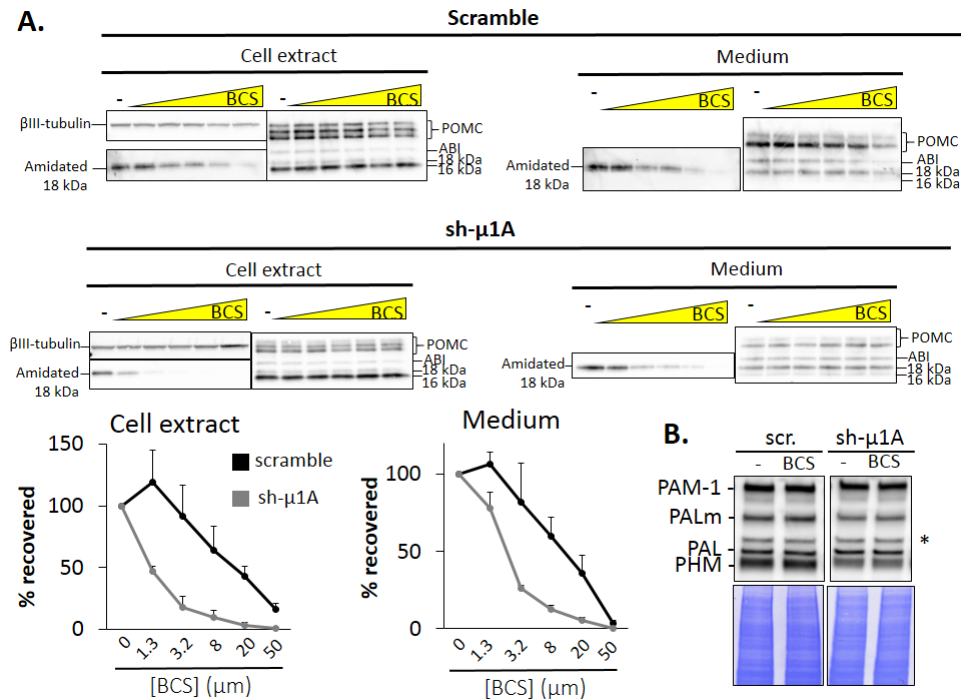 A.
Scramble
Cell extract
Medium
- BCS
- BCS
- BCS
- BCS
βIII-tubulin
POMC
ABI
18 kDa
16 kDa
Amidated
18 kDa
POMC
ABI
18 kDa
16 kDa
Amidated
18 kDa
sh-μ1A
Cell extract
Medium
- BCS
- BCS
- BCS
- BCS
βIII-tubulin
POMC
ABI
18 kDa
16 kDa
Amidated
18 kDa
POMC
ABI
18 kDa
16 kDa
Amidated
18 kDa
Cell extract
150
100
50
0
% recovered
scramble
sh-μ1A
0 1.3 3.2 8 20 50
[BCS] (μm)
Medium
100
50
0
% recovered
0 1.3 3.2 8 20 50
[BCS] (μm)
B.
scr. sh-μ1A
- BCS - BCS
PAM-1
PALm
PAL
PHM
*